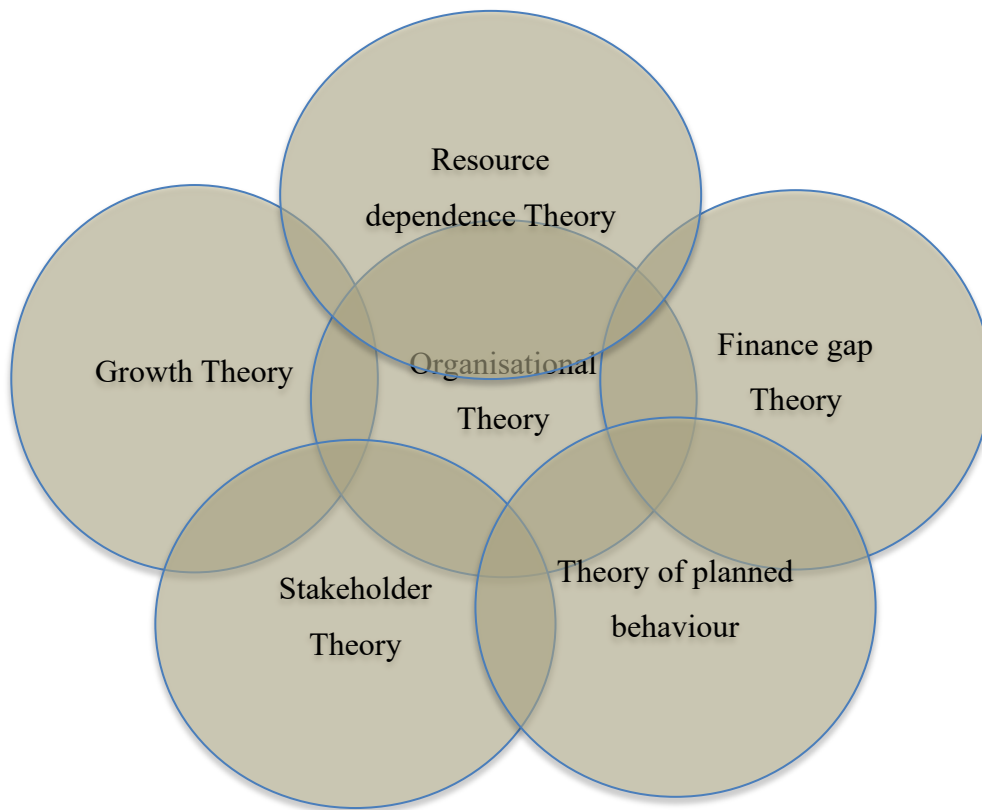 Resource
dependence Theory
Growth Theory
Organisational
Theory
Finance gap
Theory
Stakeholder
Theory
Theory of planned
behaviour